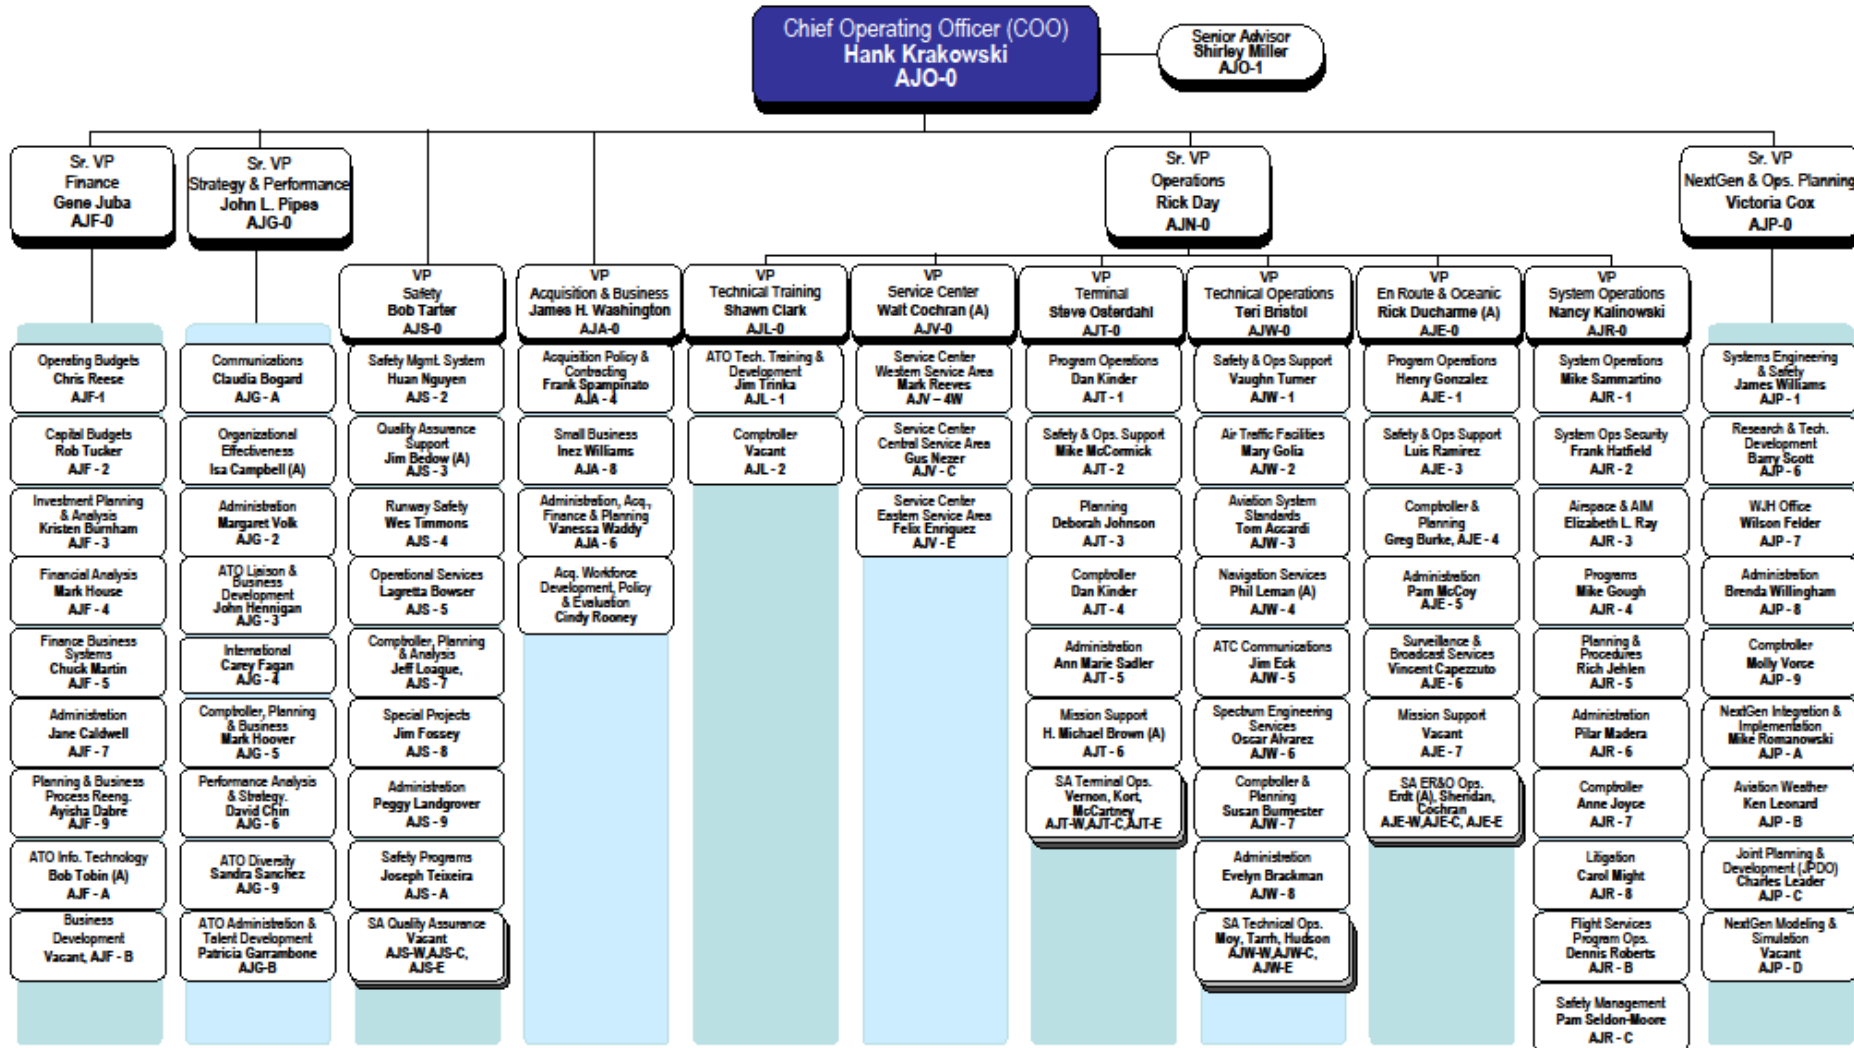 Chief Operating Officer (COO)
Hank Krakowski
AJO-0
Senior Advisor
Shirley Miller
AJO-1
Sr. VP
Finance
Gene Juba
AJF-0
Sr. VP
Strategy & Performance
John L. Pipes
AJG-0
Sr. VP
Operations
Rick Day
AJN-0
Sr. VP
NextGen & Ops. Planning
Victoria Cox
AJP-0
VP
Safety
Bob Tarter
AJS-0
VP
Acquisition & Business
James H. Washington
AJA-0
VP
Technical Training
Shawn Clark
AJL-0
VP
Service Center
Walt Cochran (A)
AJV-0
VP
Terminal
Steve Osterdahl
AJT-0
VP
Technical Operations
Teri Bristol
AJW-0
VP
En Route & Oceanic
Rick Ducharme (A)
AJE-0
VP
System Operations
Nancy Kalinowski
AJR-0
Operating Budgets
Chris Reese
AJF-1
Capital Budgets
Rob Tucker
AJF - 2
Investment Planning
& Analysis
Kristen Burnham
AJF - 3
Financial Analysis
Mark House
AJF - 4
Finance Business
Systems
Chuck Martin
AJF - 5
Administration
Jane Caldwell
AJF - 7
Planning & Business
Process Reeng.
Ayisha Dabre
AJF - 9
ATO Info. Technology
Bob Tobin (A)
AJF - A
Business
Development
Vacant, AJF - B
Communications
Claudia Bogard
AJG - A
Organizational
Effectiveness
Isa Campbell (A)
Administration
Margaret Volk
AJG - 2
ATO Liaison &
Business
Development
John Hennigan
AJG - 3
International
Carey Fagan
AJG - 4
Comptroller, Planning
& Business
Mark Hoover
AJG - 5
Performance Analysis
& Strategy.
David Chin
AJG - 6
ATO Diversity
Sandra Sanchez
AJG - 9
ATO Administration &
Talent Development
Patricia Garrambone
AJG-B
Safety Mgmt. System
Huan Nguyen
AJS - 2
Quality Assurance
Support
Jim Bedow (A)
AJS - 3
Runway Safety
Wes Timmons
AJS - 4
Operational Services
Lagretta Bowser
AJS - 5
Comptroller, Planning
& Analysis
Jeff Loague,
AJS - 7
Special Projects
Jim Fossey
AJS - 8
Administration
Peggy Landgrover
AJS - 9
Safety Programs
Joseph Teixeira
AJS - A
SA Quality Assurance
Vacant
AJS-W,AJS-C,
AJS-E
Acquisition Policy &
Contracting
Frank Spampinato
AJA - 4
Small Business
Inez Williams
AJA - 8
Administration, Acq.,
Finance & Planning
Vanessa Waddy
AJA - 6
Acq. Workforce
Development, Policy
& Evaluation
Cindy Rooney
ATO Tech. Training &
Development
Jim Trinka
AJL - 1
Comptroller
Vacant
AJL - 2
Service Center
Western Service Area
Mark Reeves
AJV – 4W
Service Center
Central Service Area
Gus Nezer
AJV - C
Service Center
Eastern Service Area
Felix Enriguez
AJV - E
Program Operations
Dan Kinder
AJT - 1
Safety & Ops. Support
Mike McCormick
AJT - 2
Planning
Deborah Johnson
AJT - 3
Comptroller
Dan Kinder
AJT - 4
Administration
Ann Marie Sadler
AJT - 5
Mission Support
H. Michael Brown (A)
AJT - 6
SA Terminal Ops.
Vernon, Kort,
McCartney
AJT-W,AJT-C,AJT-E
Safety & Ops Support
Vaughn Turner
AJW - 1
Air Traffic Facilities
Mary Golia
AJW - 2
Aviation System
Standards
Tom Accardi
AJW - 3
Navigation Services
Phil Leman (A)
AJW - 4
ATC Communications
Jim Eck
AJW - 5
Spectrum Engineering
Services
Oscar Alvarez
AJW - 6
Comptroller &
Planning
Susan Burmester
AJW - 7
Administration
Evelyn Brackman
AJW - 8
SA Technical Ops.
Moy, Tarrh, Hudson
AJW-W,AJW-C,
AJW-E
Program Operations
Henry Gonzalez
AJE - 1
Safety & Ops Support
Luis Ramirez
AJE - 3
Comptroller &
Planning
Greg Burke, AJE - 4
Administration
Pam McCoy
AJE - 5
Surveillance &
Broadcast Services
Vincent Capezzuto
AJE - 6
Mission Support
Vacant
AJE - 7
SA ER&O Ops.
Erdt (A), Sheridan,
Cochran
AJE-W,AJE-C, AJE-E
System Operations
Mike Sammartino
AJR - 1
System Ops Security
Frank Hatfield
AJR - 2
Airspace & AIM
Elizabeth L. Ray
AJR - 3
Programs
Mike Gough
AJR - 4
Planning &
Procedures
Rich Jehlen
AJR - 5
Administration
Pilar Madera
AJR - 6
Comptroller
Anne Joyce
AJR - 7
Litigation
Carol Might
AJR - 8
Flight Services
Program Ops.
Dennis Roberts
AJR - B
Safety Management
Pam Seldon-Moore
AJR - C
Systems Engineering
& Safety
James Williams
AJP - 1
Research & Tech.
Development
Barry Scott
AJP - 6
WJH Office
Wilson Felder
AJP - 7
Administration
Brenda Willingham
AJP - 8
Comptroller
Molly Vorce
AJP - 9
NextGen Integration &
Implementation
Mike Romanowski
AJP - A
Aviation Weather
Ken Leonard
AJP - B
Joint Planning &
Development (JPDO)
Charles Leader
AJP - C
NextGen Modeling &
Simulation
Vacant
AJP - D